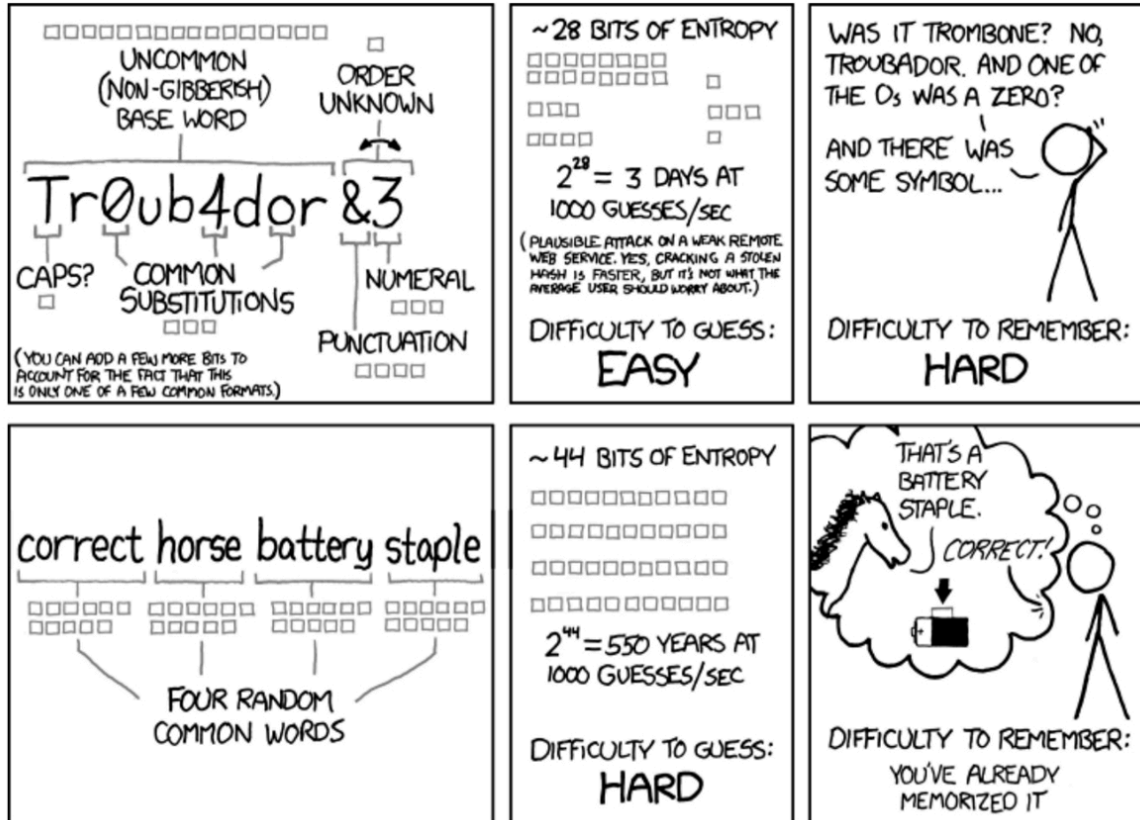 UNCOMMON
(NON-GIBBERISH)
BASE WORD
ORDER
UNKNOWN
Tr0ub4dor &3
CAPS?
COMMON
SUBSTITUTIONS
NUMERAL
PUNCTUATION
(YOU CAN ADD A FEW MORE BITS TO
ACCOUNT FOR THE FACT THAT THIS
IS ONLY ONE OF A FEW COMMON FORMATS.)
~28 BITS OF ENTROPY
2^28 = 3 DAYS AT
1000 GUESSES/SEC
(PLAUSIBLE ATTACK ON A WEAK REMOTE
WEB SERVICE. YES, CRACKING A STOLEN
HASH IS FASTER, BUT IT'S NOT WHAT THE
AVERAGE USER SHOULD WORRY ABOUT.)
DIFFICULTY TO GUESS:
EASY
WAS IT TROMBONE? NO,
TROUBADOR. AND ONE OF
THE Os WAS A ZERO?
AND THERE WAS
SOME SYMBOL...
DIFFICULTY TO REMEMBER:
HARD
correct horse battery staple
FOUR RANDOM
COMMON WORDS
~44 BITS OF ENTROPY
2^44 = 550 YEARS AT
1000 GUESSES/SEC
DIFFICULTY TO GUESS:
HARD
THAT'S A
BATTERY
STAPLE.
CORRECT!
DIFFICULTY TO REMEMBER:
YOU'VE ALREADY
MEMORIZED IT